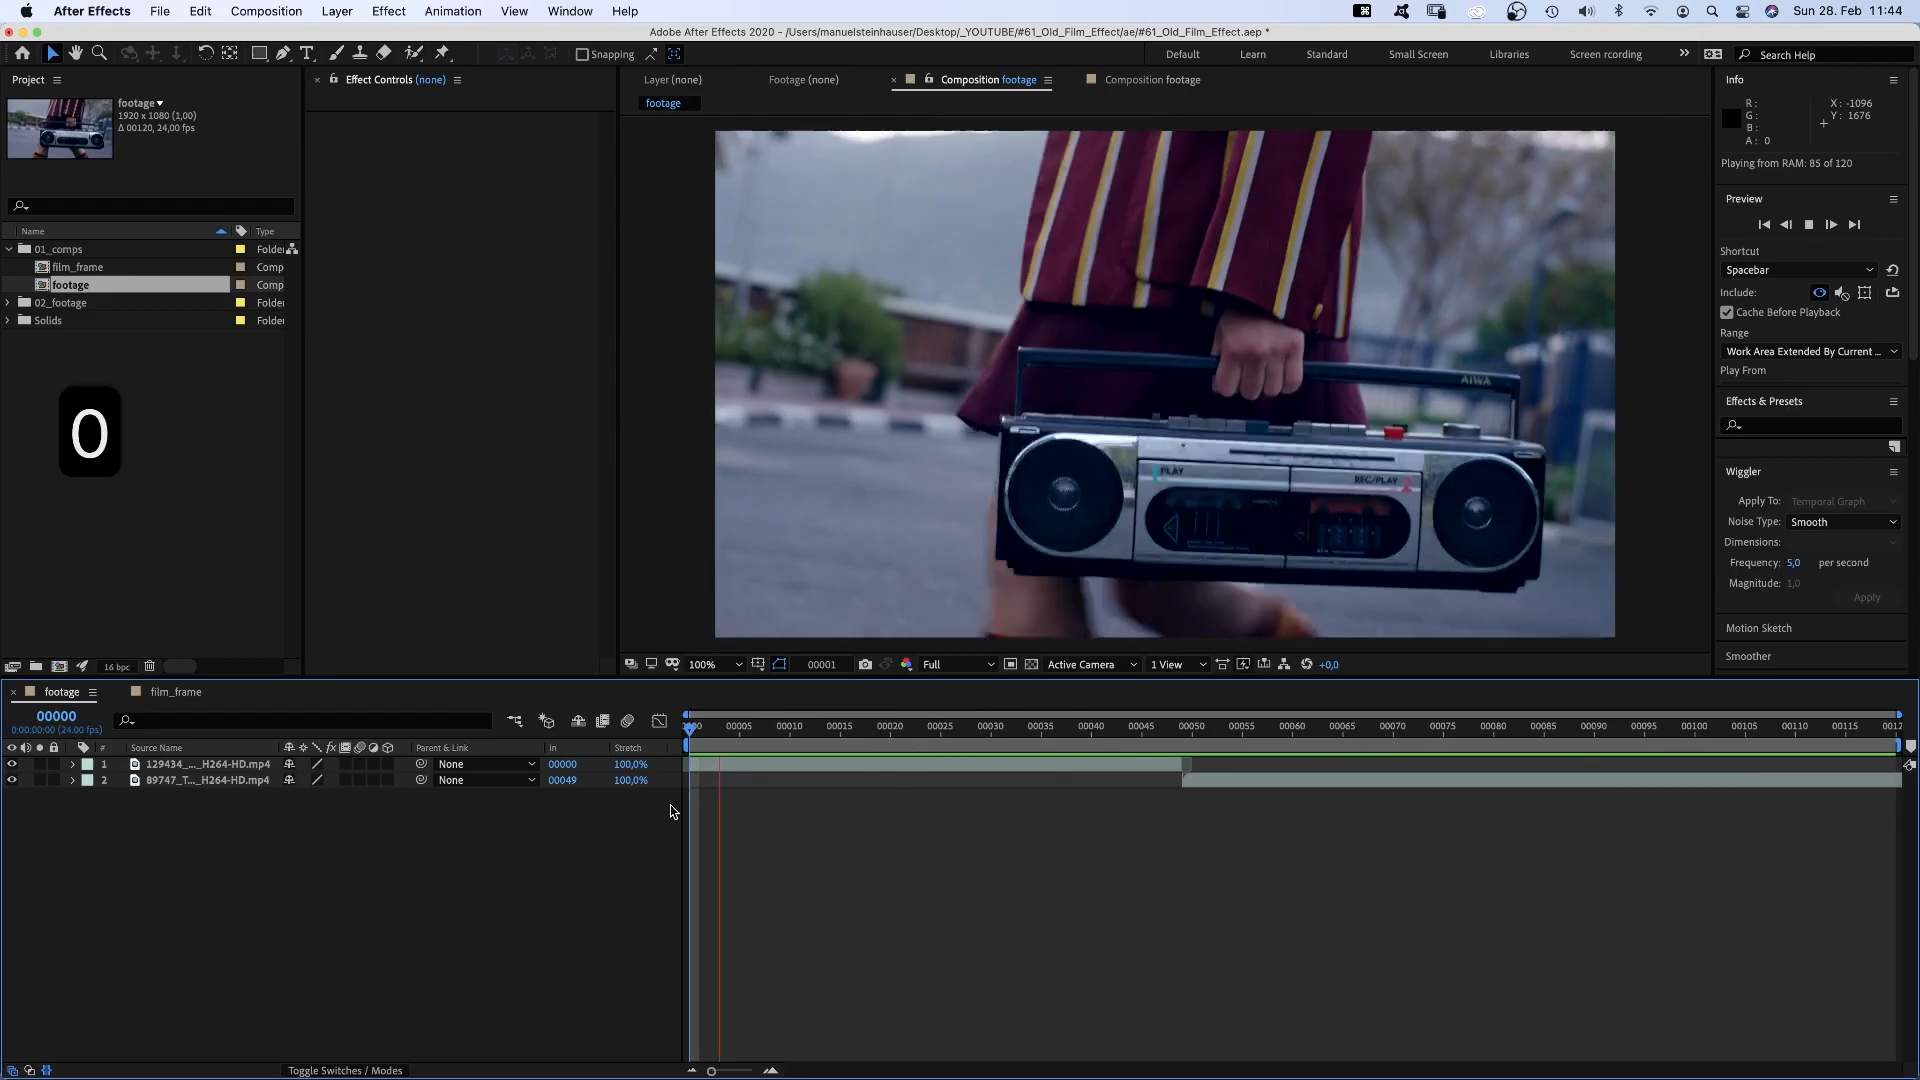 After Effects File Edit Composition Layer Effect Animation View Window Help
Sun 28. Feb 11:44
Adobe After Effects 2020 - /Users/manuelsteinhauser/Desktop/_YOUTUBE/#61_Old_Film_Effect/ae/#61_Old_Film_Effect.aep *
Snapping
Default Learn Standard Small Screen Libraries Screen rcording
Search Help
Project
Effect Controls (none)
Layer (none) Footage (none) Composition footage Composition footage
footage
footage
1920 x 1080 (1,00)
Δ 00120, 24,00 fps
Name Type
01_comps Folder
film_frame Comp
footage Comp
02_footage Folder
Solids Folder
0
16 bpc
AIWA
PLAY
REC/PLAY 2
100% 00001 Full Active Camera 1 View +0,0
Info
R: X: -1096
G: Y: 1676
B:
A: 0
Playing from RAM: 85 of 120
Preview
Shortcut
Spacebar
Include:
Cache Before Playback
Range
Work Area Extended By Current ...
Play From
Effects & Presets
Wiggler
Apply To: Temporal Graph
Noise Type: Smooth
Dimensions:
Frequency: 5,0 per second
Magnitude: 1,0
Apply
Motion Sketch
Smoother
footage film_frame
00000
0:00:00:00 (24.00 fps)
00005 00010 00015 00020 00025 00030 00035 00040 00045 00050 00055 00060 00065 00070 00075 00080 00085 00090 00095 00100 00105 00110 00115 0012
# Source Name fx Parent & Link In Stretch
1 129434_..._H264-HD.mp4 None 00000 100,0%
2 89747_T..._H264-HD.mp4 None 00049 100,0%
Toggle Switches / Modes